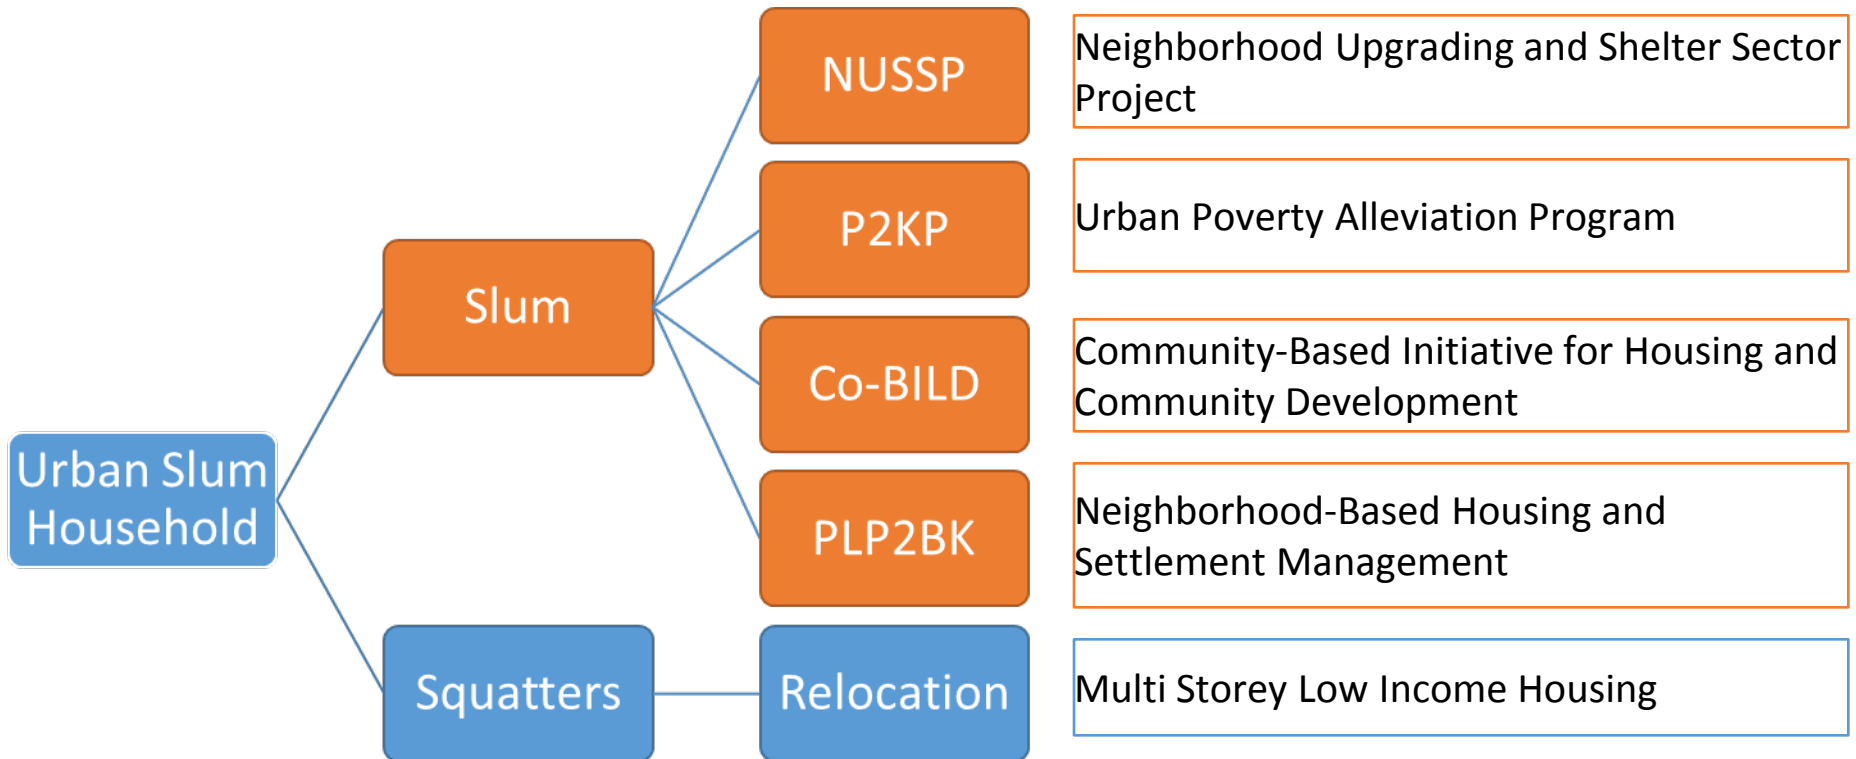 NUSSP
Neighborhood Upgrading and Shelter Sector
Project
P2KP
Urban Poverty Alleviation Program
Slum
Co-BILD
Community-Based Initiative for Housing and
Community Development
Urban Slum
Household
PLP2BK
Neighborhood-Based Housing and
Settlement Management
Squatters
Relocation
Multi Storey Low Income Housing